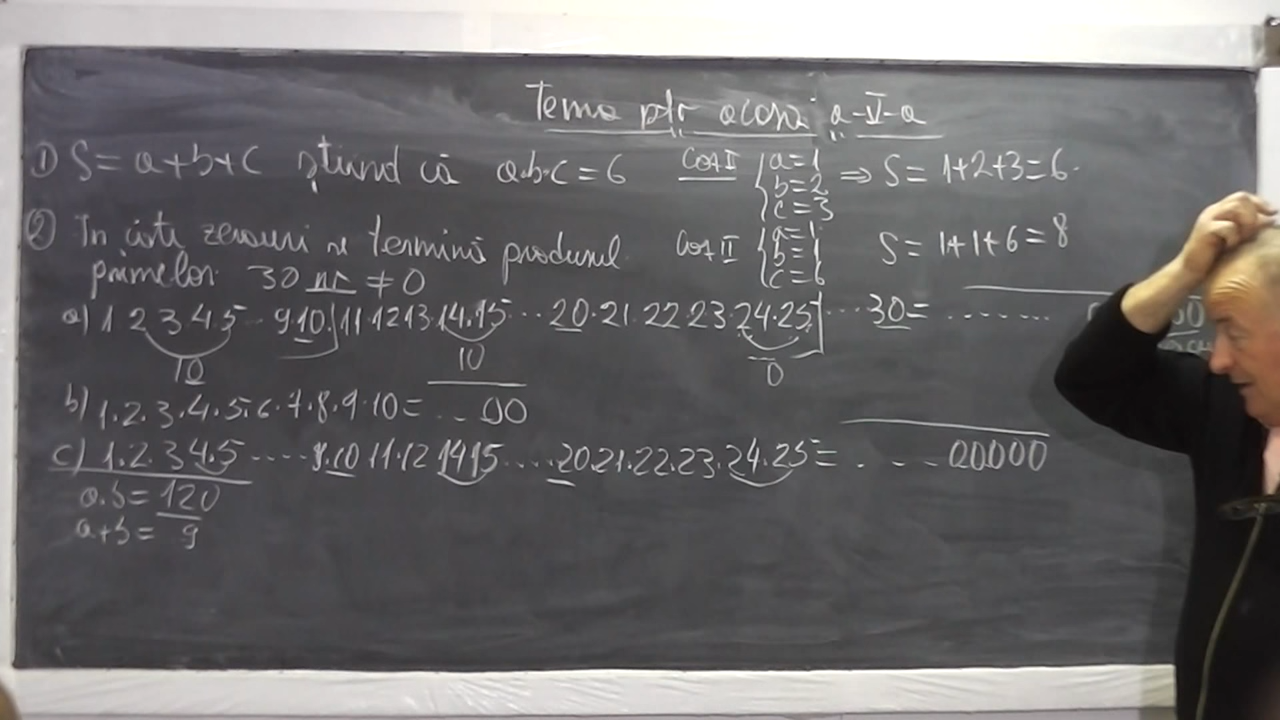 Tema ptr acasă a-V-a
① S = a+b+c știind că a·b·c = 6 Caz I { a=1 b=2 c=3 ⇒ S = 1+2+3=6.
② În câte zerouri se termină produsul Caz II { a=1 b=1 c=6 S = 1+1+6=8
primelor 30 nr ≠ 0
a) 1 2 3 4 5 .. 9·10·11·12·13·14·15 ... 20·21·22·23·24·25 ... 30= ........
10 10 0
b) 1·2·3·4·5·6·7·8·9·10= ... 00
c) 1·2·3 4·5 .... 9·10 11·12 14·15 .... 20·21·22·23·24·25 = . ... 00000
a·b = 120
a+b = 9